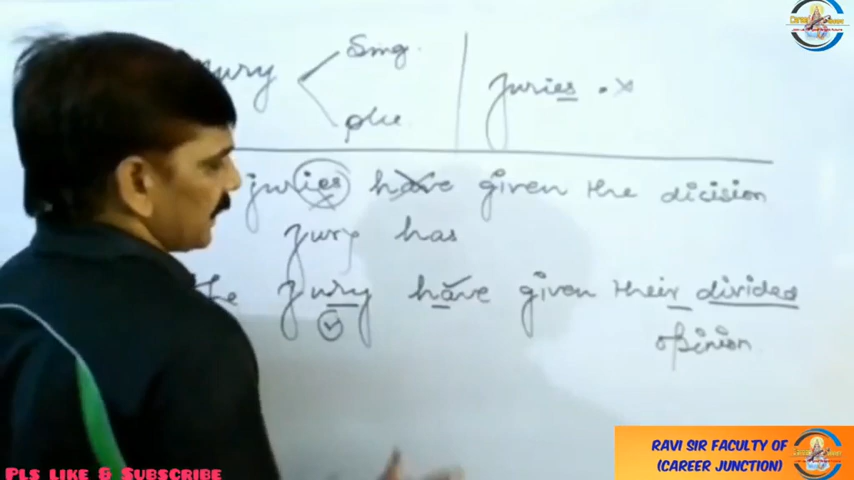 Jury
Sing.
plu.
Juries . ×
juries have given the dicision
Jury has
The Jury have given their divided
opinion
RAVI SIR FACULTY OF
(CAREER JUNCTION)
Pls like & Subscribe